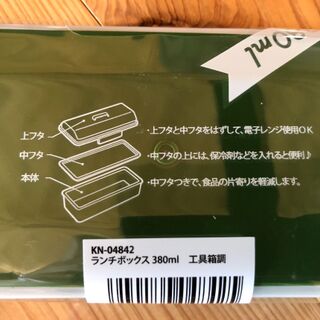 0ml
上フタ
・上フタと中フタをはずして、電子レンジ使用OK
中フタ
・中フタの上には、保冷剤などを入れると便利♪
本体
・中フタつきで、食品の片寄りを軽減します。
KN-04842
ランチボックス 380ml 工具箱調